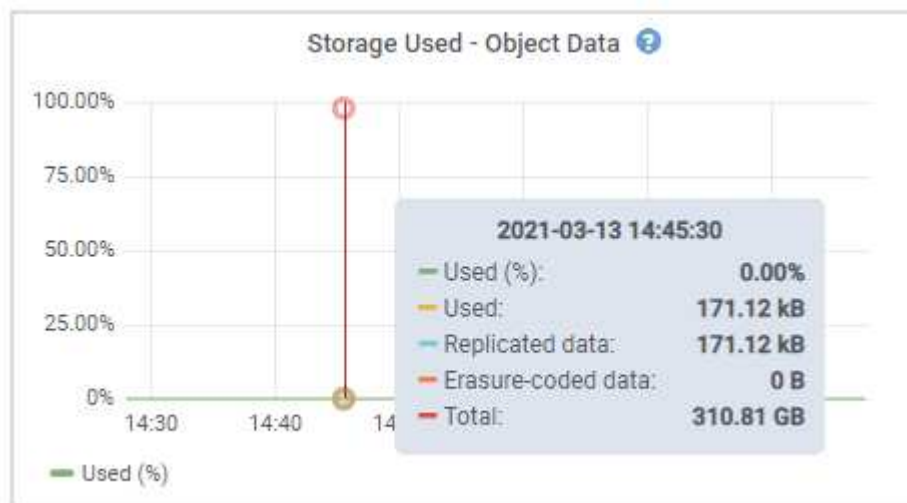 Storage Used - Object Data ?
100.00%
75.00%
50.00%
25.00%
0%
14:30 14:40 14
2021-03-13 14:45:30
Used (%): 0.00%
Used: 171.12 kB
Replicated data: 171.12 kB
Erasure-coded data: 0 B
Total: 310.81 GB
Used (%)